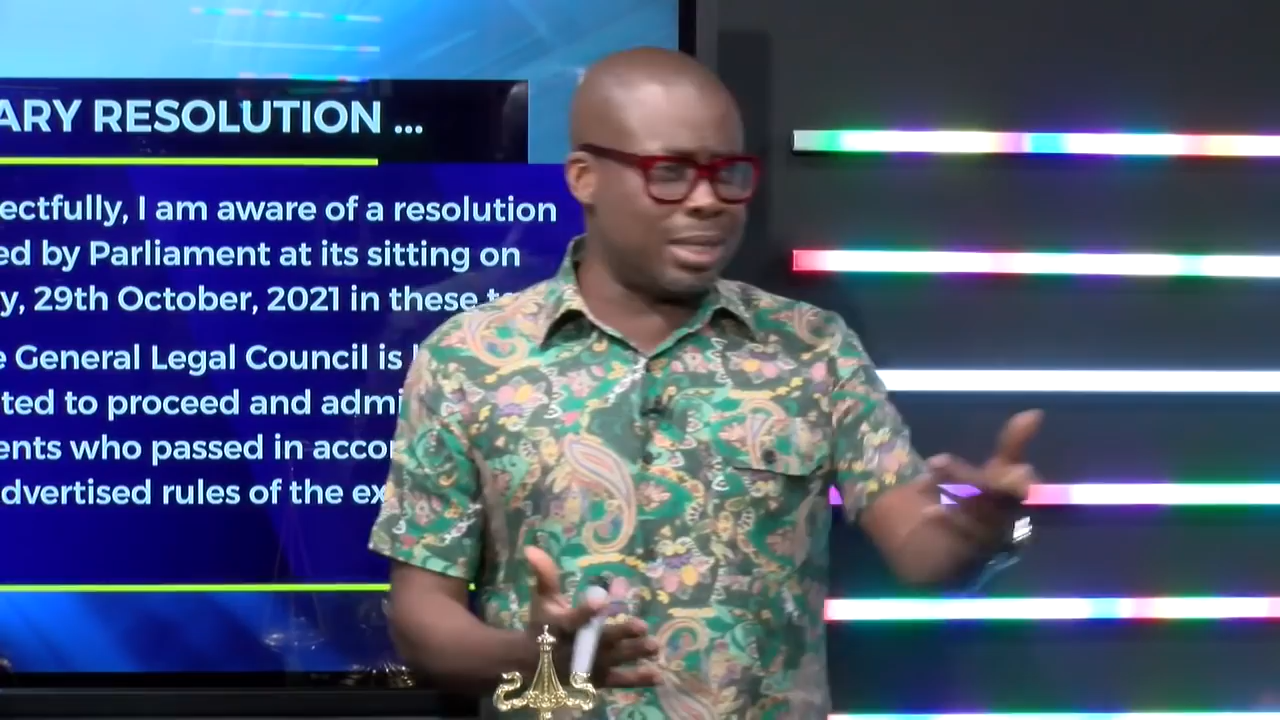 ARY RESOLUTION ...
ectfully, I am aware of a resolution
ed by Parliament at its sitting on
y, 29th October, 2021 in these
e General Legal Council is
ted to proceed and admi
ents who passed in accor
dvertised rules of the ex